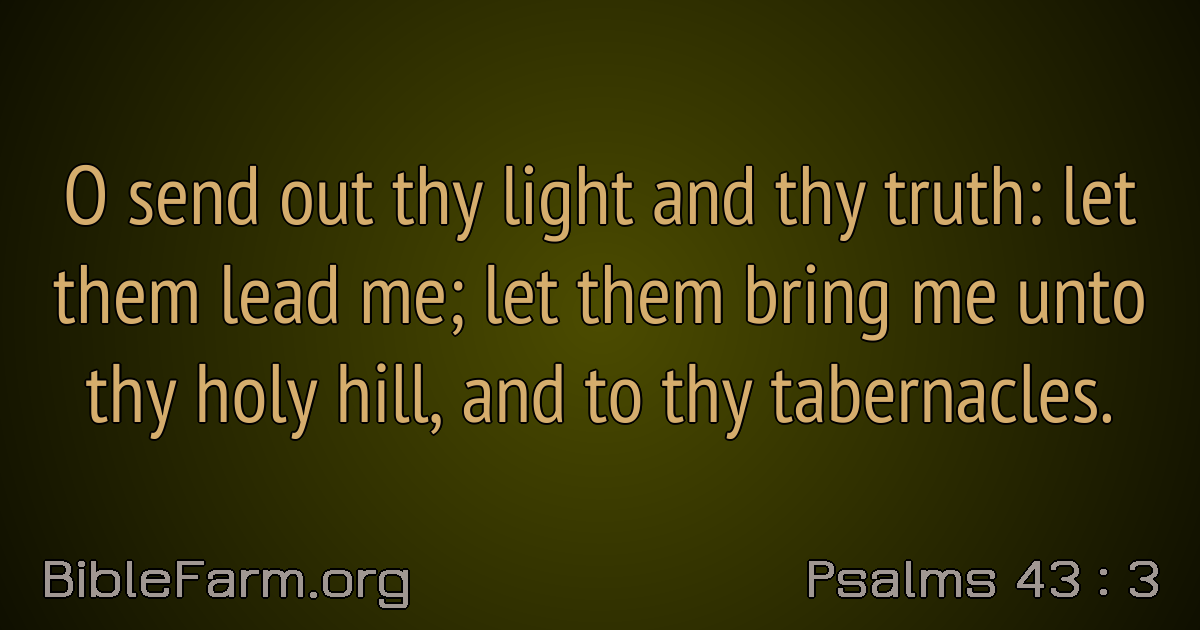 O send out thy light and thy truth: let
them lead me; let them bring me unto
thy holy hill, and to thy tabernacles.
BibleFarm.org
Psalms 43 : 3